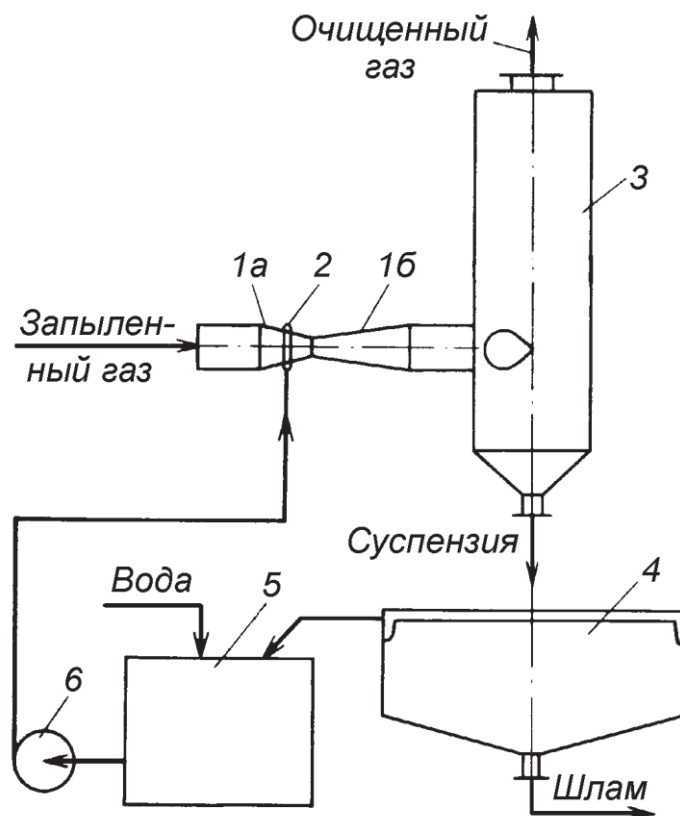 Очищенный
газ
3
1а 2 1б
Запылен-
ный газ
Суспензия
4
Вода
5
6
Шлам